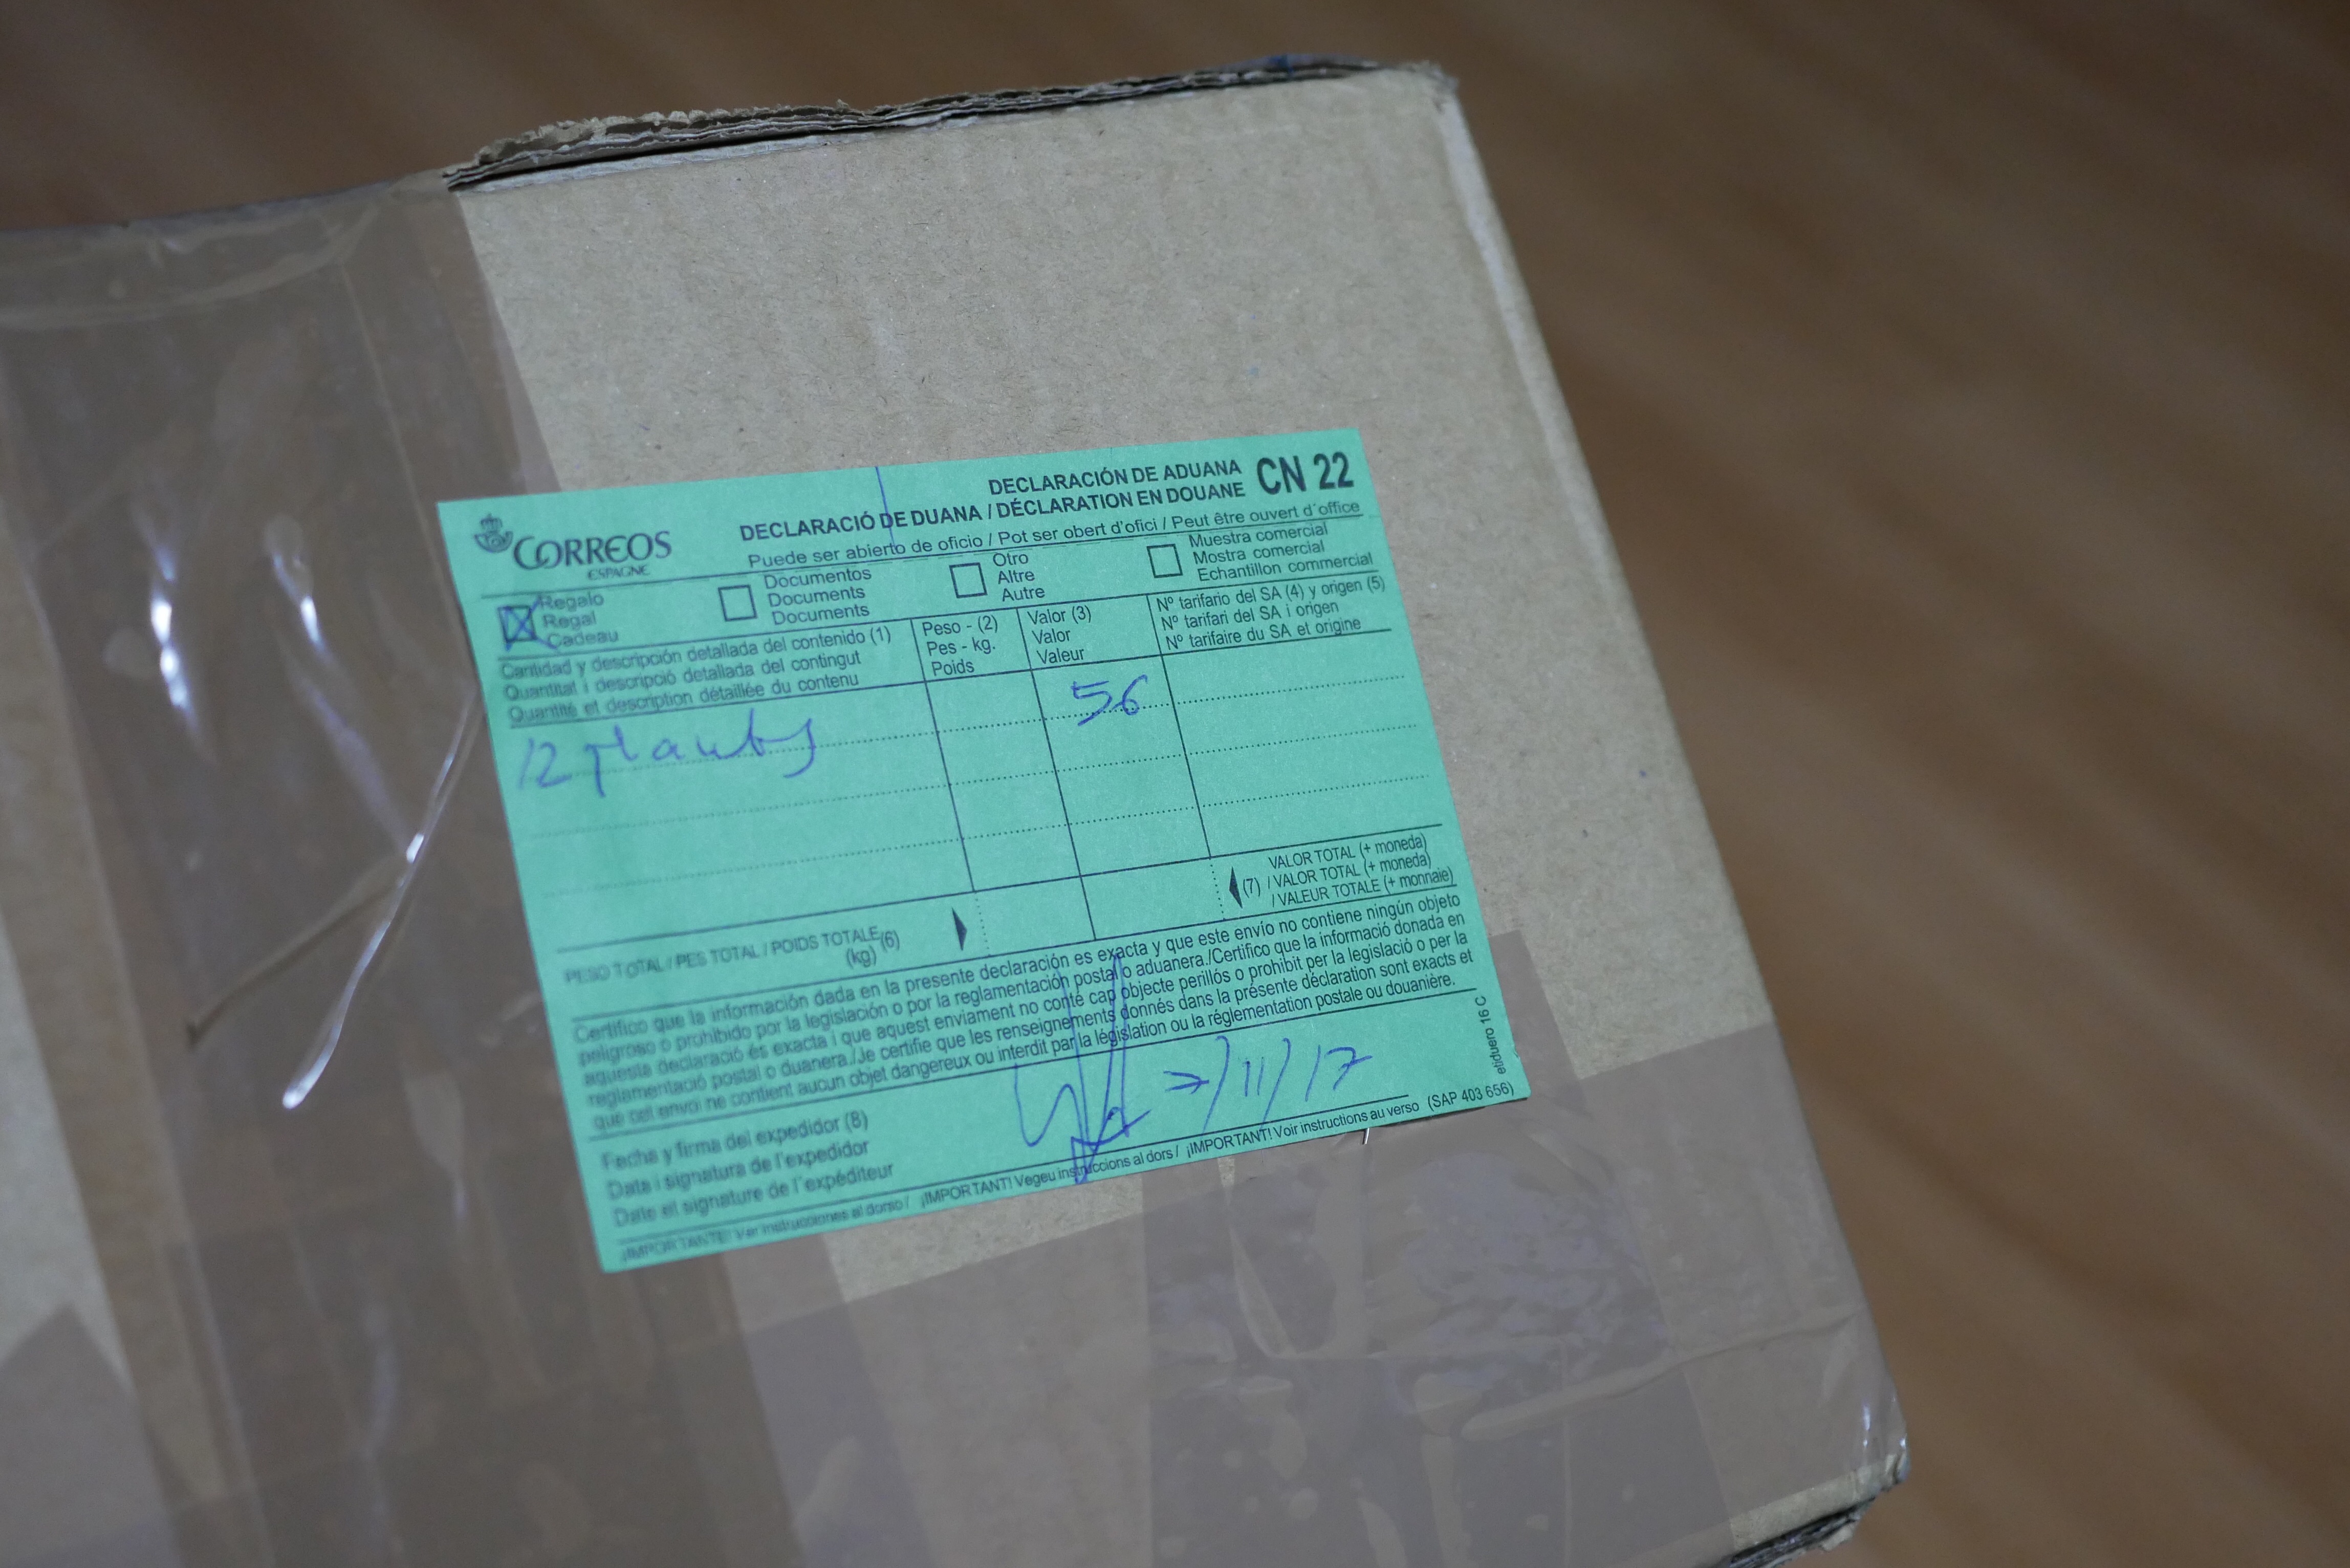 CORREOS
ESPAGNE
DECLARACIÓN DE ADUANA
DECLARACIÓ DE DUANA / DÉCLARATION EN DOUANE
CN 22
Puede ser abierto de oficio / Pot ser obert d'ofici / Peut être ouvert d'office
Regalo
Regal
Cadeau
Documentos
Documents
Documents
Otro
Altre
Autre
Muestra comercial
Mostra comercial
Echantillon commercial
Cantidad y descripción detallada del contenido (1)
Quantitat i descripció detallada del contingut
Quantité et description détaillée du contenu
Peso - (2)
Pes - kg.
Poids
Valor (3)
Valor
Valeur
Nº tarifario del SA (4) y origen (5)
Nº tarifari del SA i origen
Nº tarifaire du SA et origine
12 plants
56
PESO TOTAL / PES TOTAL / POIDS TOTALE (6)
(kg)
(7)
VALOR TOTAL (+ moneda)
/ VALOR TOTAL (+ moneda)
/ VALEUR TOTALE (+ monnaie)
Certifico que la información dada en la presente declaración es exacta y que este envío no contiene ningún objeto
peligroso o prohibido por la legislación o por la reglamentación postal o aduanera./Certifico que la informació donada en
aquesta declaració és exacta i que aquest enviament no conté cap objecte perillós o prohibit per la legislació o per la
reglamentació postal o duanera./Je certifie que les renseignements donnés dans la présente déclaration sont exacts et
que cet envoi ne contient aucun objet dangereux ou interdit par la législation ou la réglementation postale ou douanière.
Fecha y firma del expedidor (8)
Data i signatura de l'expedidor
Date et signature de l'expéditeur
7/11/17
¡IMPORTANTE! Ver instrucciones al dorso / ¡IMPORTANT! Vegeu instruccions al dors / ¡IMPORTANT! Voir instructions au verso (SAP 403 656)